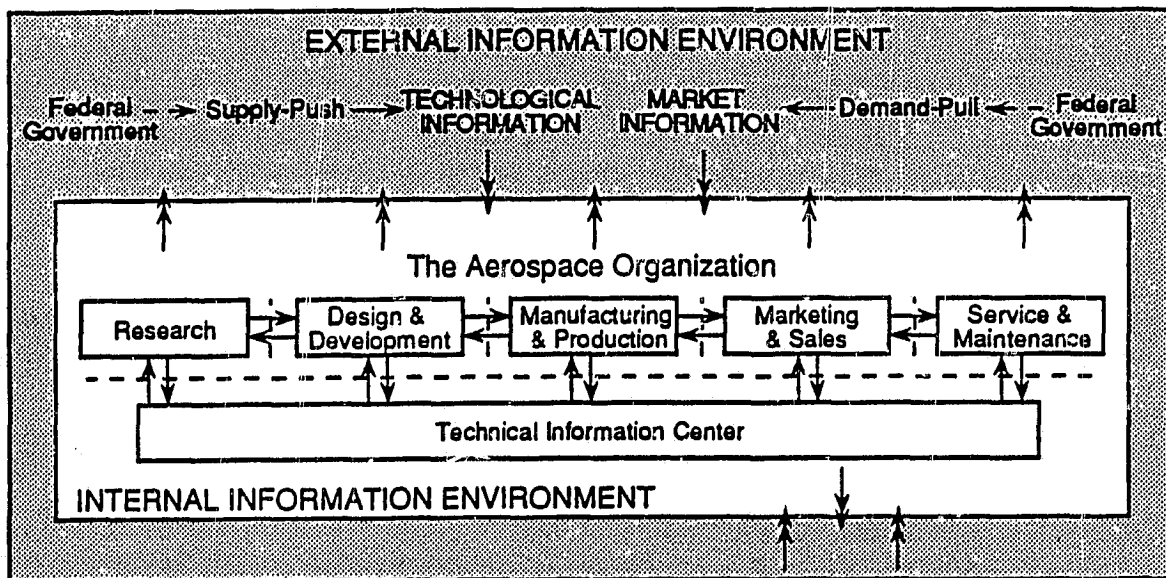 EXTERNAL INFORMATION ENVIRONMENT
Federal Government
Supply-Push
TECHNOLOGICAL INFORMATION
MARKET INFORMATION
Demand-Pull
Federal Government
The Aerospace Organization
Research
Design & Development
Manufacturing & Production
Marketing & Sales
Service & Maintenance
Technical Information Center
INTERNAL INFORMATION ENVIRONMENT